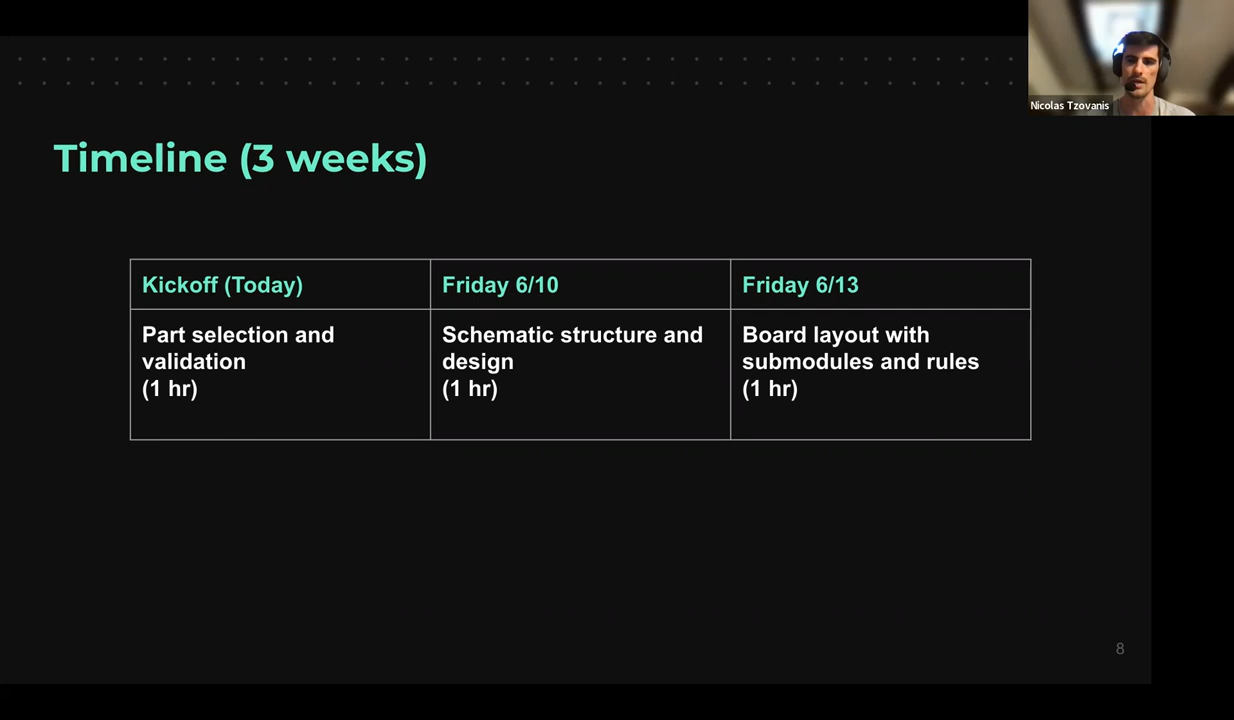 Nicolas Tzovanis
Timeline (3 weeks)
Kickoff (Today)
Friday 6/10
Friday 6/13
Part selection and
validation
(1 hr)
Schematic structure and
design
(1 hr)
Board layout with
submodules and rules
(1 hr)
8